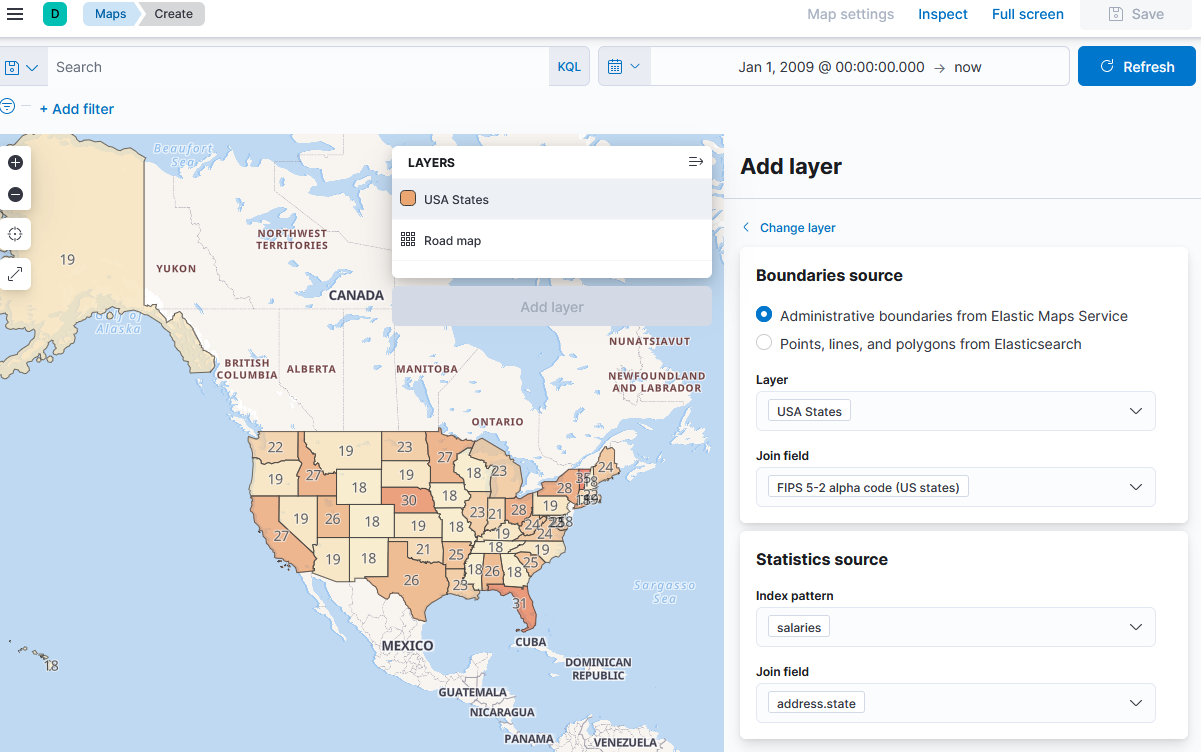 D Maps Create Map settings Inspect Full screen Save
Search KQL Jan 1, 2009 @ 00:00:00.000 → now Refresh
+ Add filter
LAYERS
USA States
Road map
Add layer
Beaufort
Sea
NORTHWEST
TERRITORIES
19
YUKON
CANADA
Gulf of
Alaska
NUNATSIAVUT
BRITISH
COLUMBIA
ALBERTA
MANITOBA
NEWFOUNDLAND
AND LABRADOR
ONTARIO
22 19 23 27
19 27 18 19 18 23 24
30 18 28 35 18
19 26 18 19 18 23 21 28 19
27 19 24 24
19 18 21 25 18 19
26 23 18 26 18 25
31
18
Sargasso
Sea
MEXICO
CUBA
DOMINICAN
REPUBLIC
GUATEMALA
NICARAGUA
PANAMA
VENEZUELA
Add layer
Change layer
Boundaries source
Administrative boundaries from Elastic Maps Service
Points, lines, and polygons from Elasticsearch
Layer
USA States
Join field
FIPS 5-2 alpha code (US states)
Statistics source
Index pattern
salaries
Join field
address.state